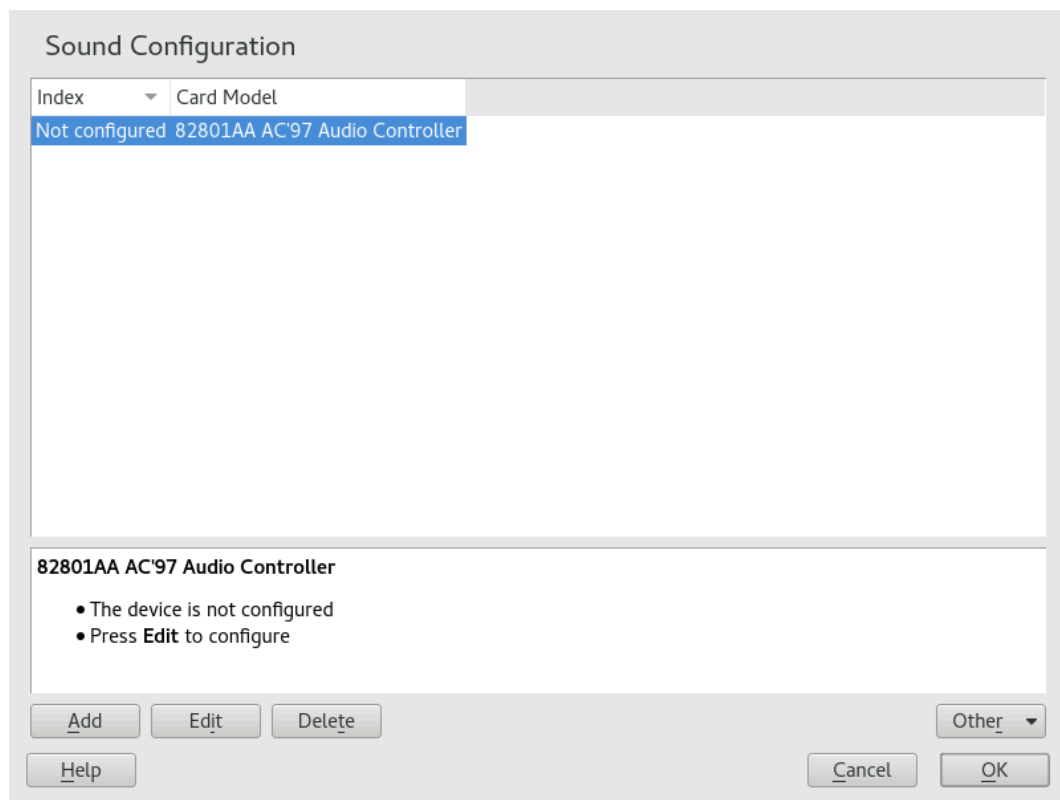 Sound Configuration
Index Card Model
Not configured 82801AA AC'97 Audio Controller
82801AA AC'97 Audio Controller
• The device is not configured
• Press Edit to configure
Add Edit Delete Other
Help Cancel OK